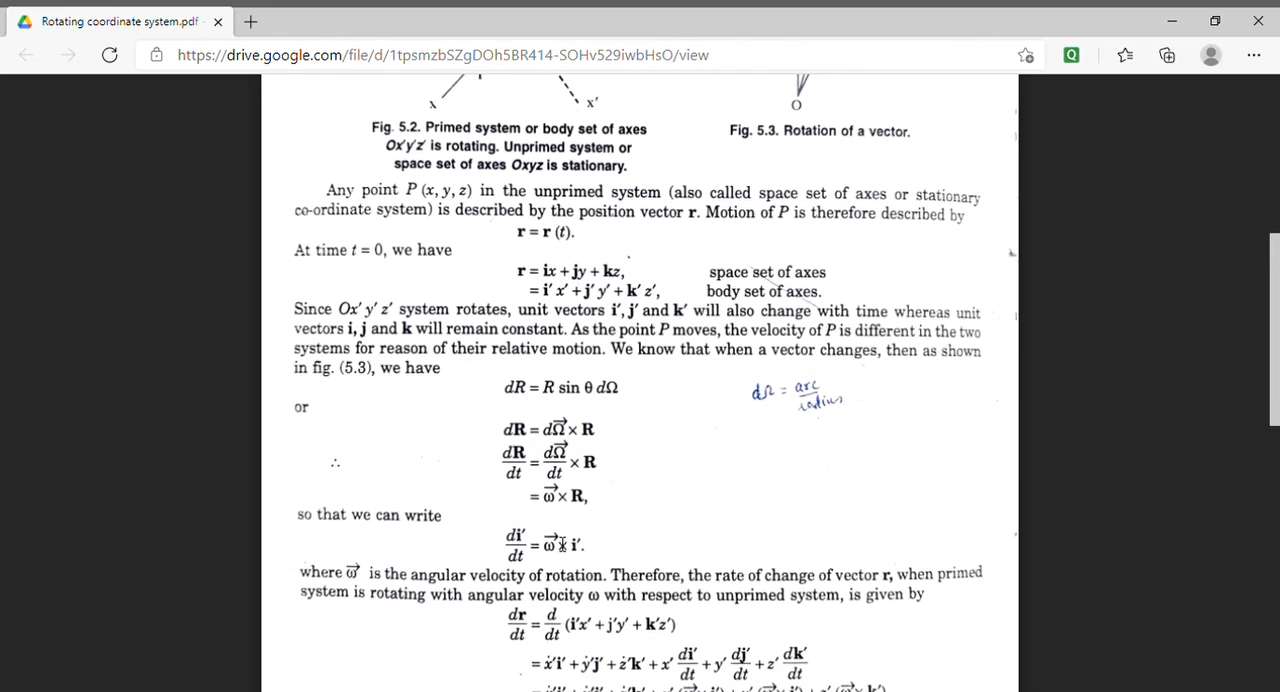 Rotating coordinate system.pdf
https://drive.google.com/file/d/1tpsmzbSZgDOh5BR414-SOHv529iwbHsO/view
x x′ O
Fig. 5.2. Primed system or body set of axes
Ox′y′z′ is rotating. Unprimed system or
space set of axes Oxyz is stationary.
Fig. 5.3. Rotation of a vector.
Any point P (x, y, z) in the unprimed system (also called space set of axes or stationary
co-ordinate system) is described by the position vector r. Motion of P is therefore described by
r = r (t).
At time t = 0, we have
r = ix + jy + kz, space set of axes
= i′ x′ + j′ y′ + k′ z′, body set of axes.
Since Ox′ y′ z′ system rotates, unit vectors i′, j′ and k′ will also change with time whereas unit
vectors i, j and k will remain constant. As the point P moves, the velocity of P is different in the two
systems for reason of their relative motion. We know that when a vector changes, then as shown
in fig. (5.3), we have
dR = R sin θ dΩ
dΩ = arc/radius
or
dR = dΩ⃗ × R
∴ dR/dt = dΩ⃗/dt × R
= ω⃗ × R,
so that we can write
di′/dt = ω⃗ × i′.
where ω⃗ is the angular velocity of rotation. Therefore, the rate of change of vector r, when primed
system is rotating with angular velocity ω with respect to unprimed system, is given by
dr/dt = d/dt (i′x′ + j′y′ + k′z′)
= ẋ′i′ + ẏ′j′ + ż′k′ + x′ di′/dt + y′ dj′/dt + z′ dk′/dt